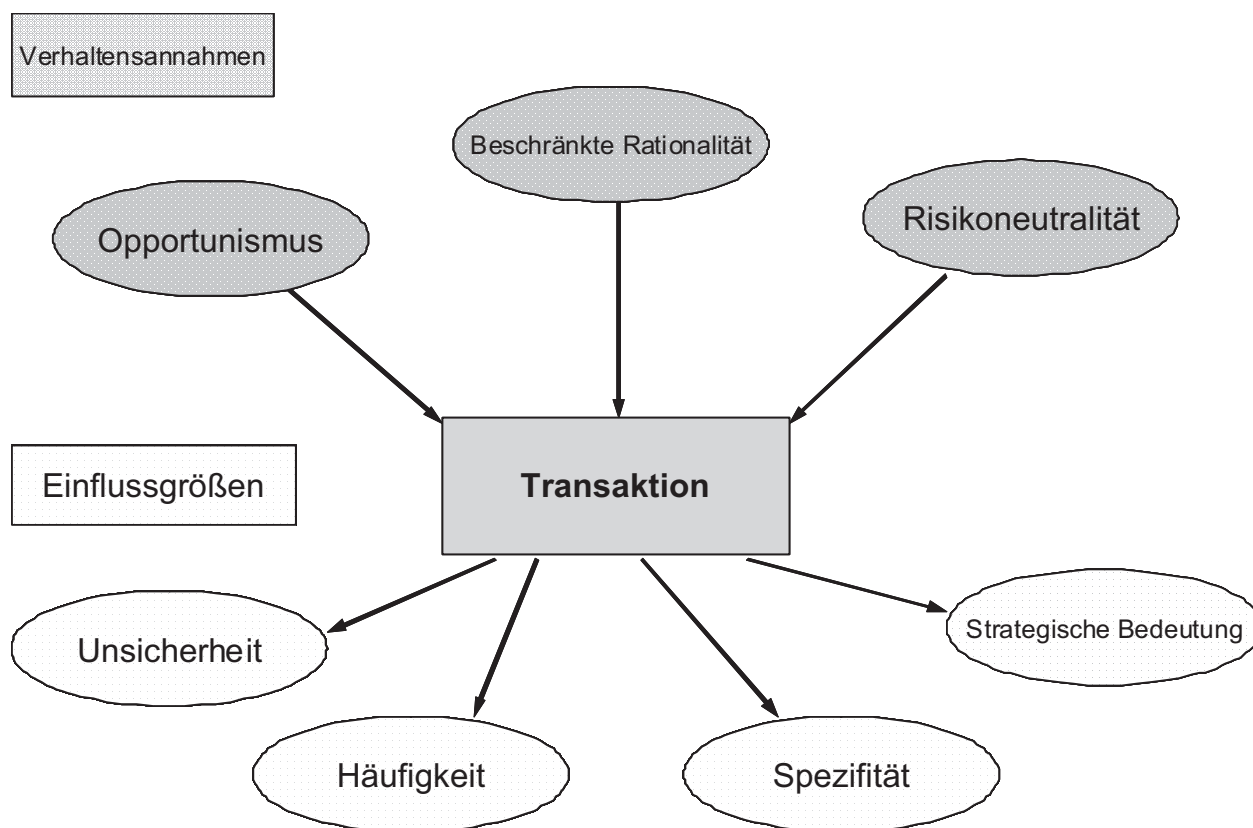 Verhaltensannahmen
Beschränkte Rationalität
Opportunismus
Risikoneutralität
Einflussgrößen
Transaktion
Unsicherheit
Strategische Bedeutung
Häufigkeit
Spezifität